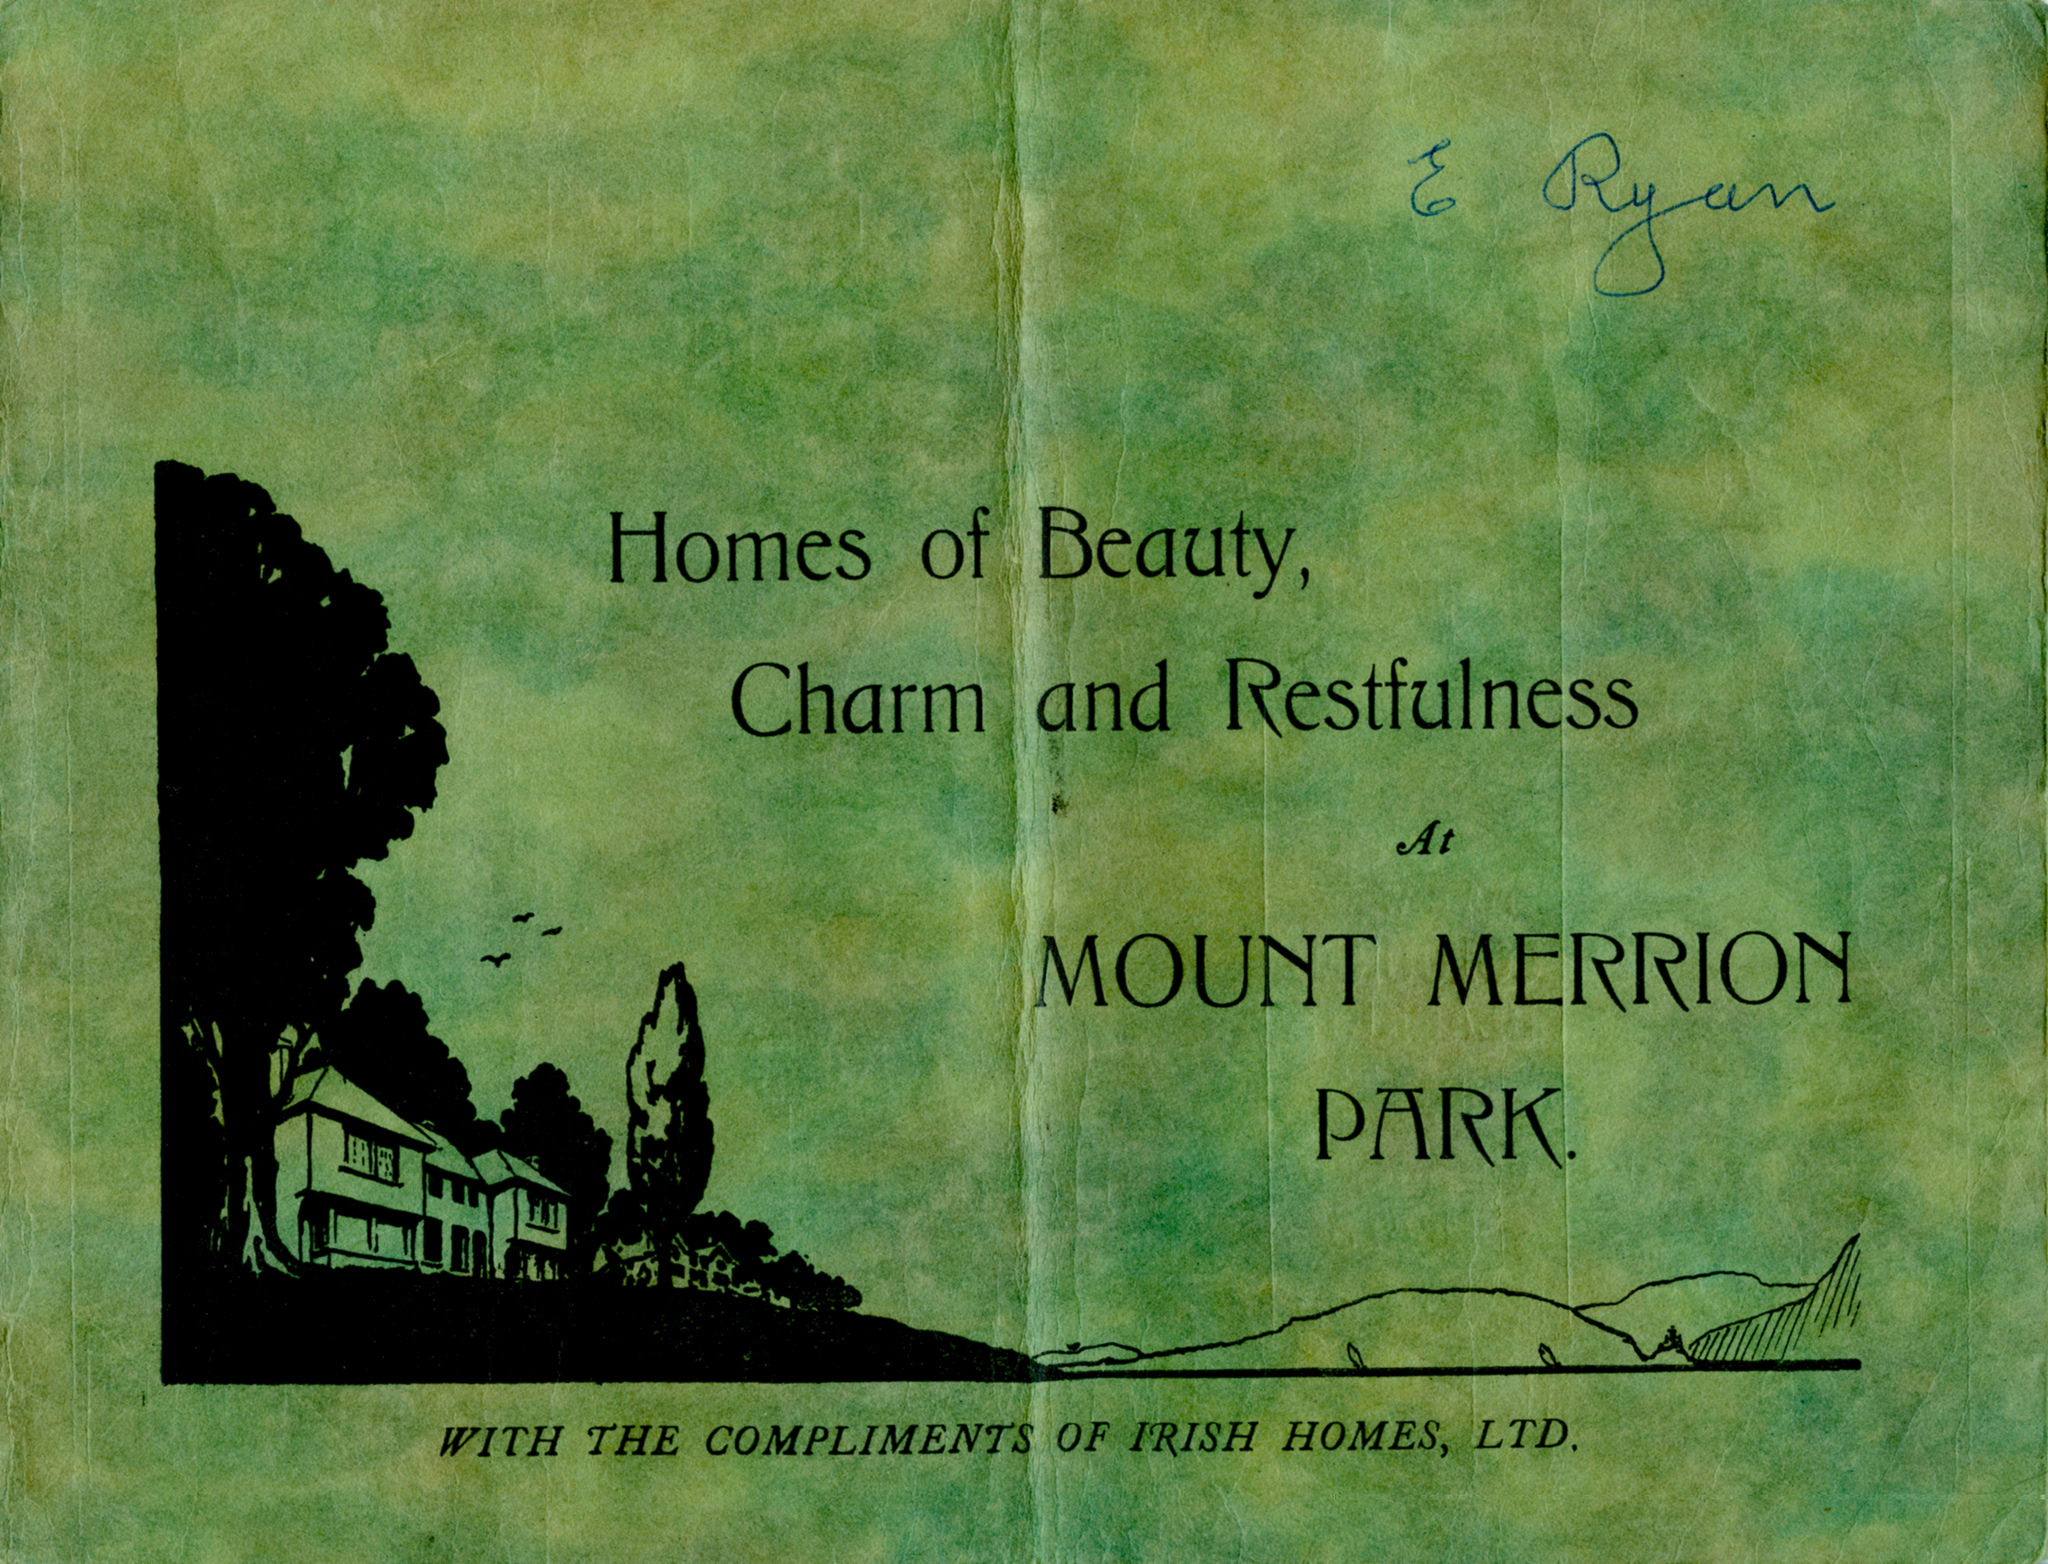 E Ryan
Homes of Beauty,
Charm and Restfulness
At
MOUNT MERRION
PARK.
WITH THE COMPLIMENTS OF IRISH HOMES, LTD.